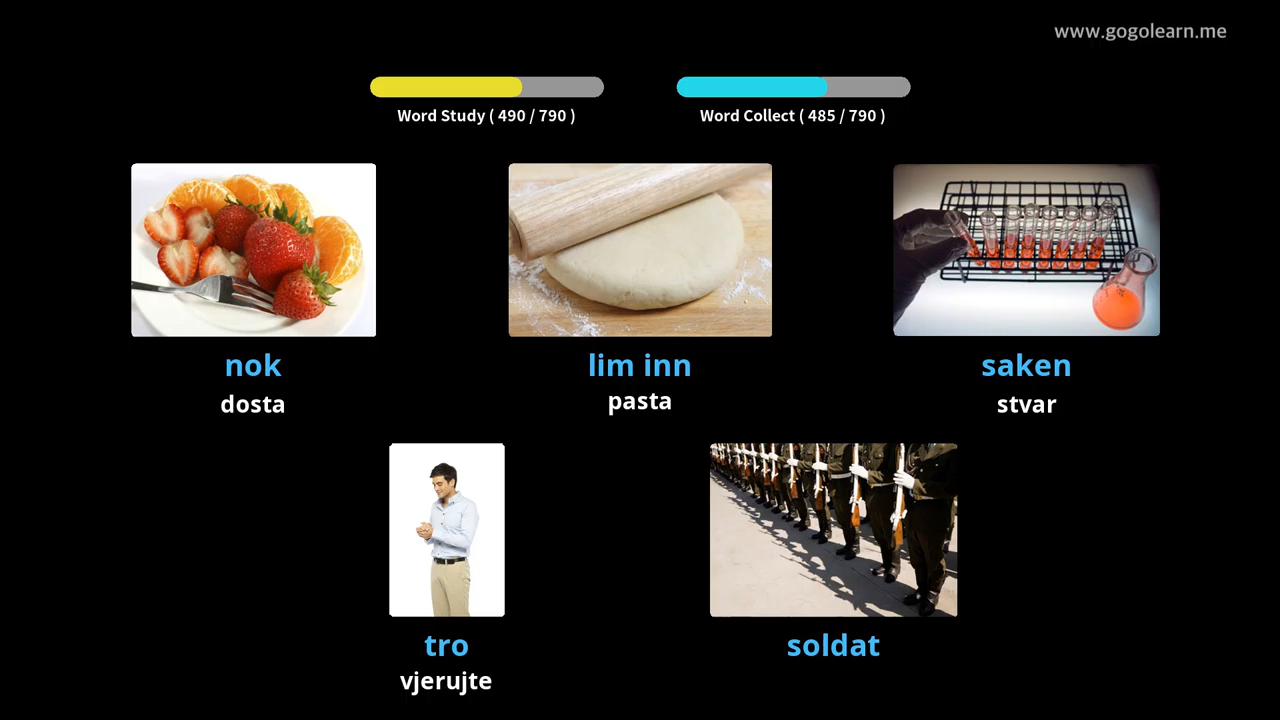 www.gogolearn.me
Word Study ( 490 / 790 )
Word Collect ( 485 / 790 )
nok
dosta
lim inn
pasta
saken
stvar
tro
vjerujte
soldat